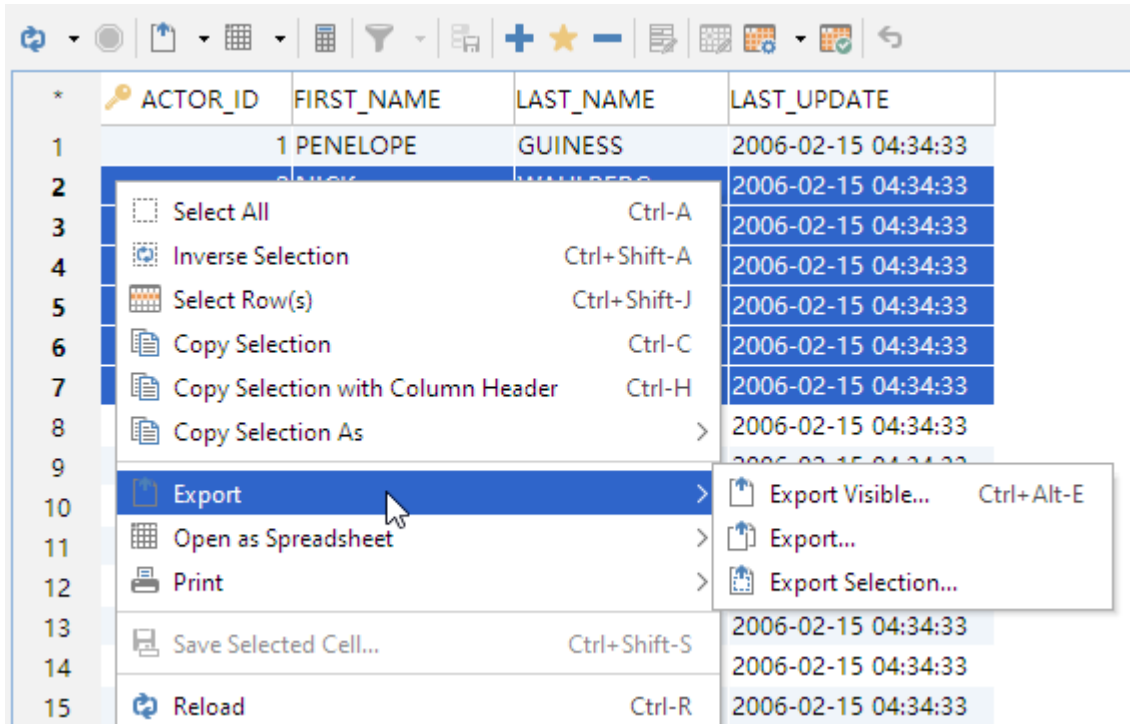 * ACTOR_ID FIRST_NAME LAST_NAME LAST_UPDATE
1 1 PENELOPE GUINESS 2006-02-15 04:34:33
2 2006-02-15 04:34:33
Select All Ctrl-A
3 2006-02-15 04:34:33
Inverse Selection Ctrl+Shift-A
4 2006-02-15 04:34:33
Select Row(s) Ctrl+Shift-J
5 2006-02-15 04:34:33
Copy Selection Ctrl-C
6 2006-02-15 04:34:33
Copy Selection with Column Header Ctrl-H
7 2006-02-15 04:34:33
Copy Selection As
8 2006-02-15 04:34:33
9
Export
Export Visible... Ctrl+Alt-E
10
Open as Spreadsheet
Export...
11
Print
Export Selection...
12
13 2006-02-15 04:34:33
Save Selected Cell... Ctrl+Shift-S
14 2006-02-15 04:34:33
Reload Ctrl-R
15 2006-02-15 04:34:33